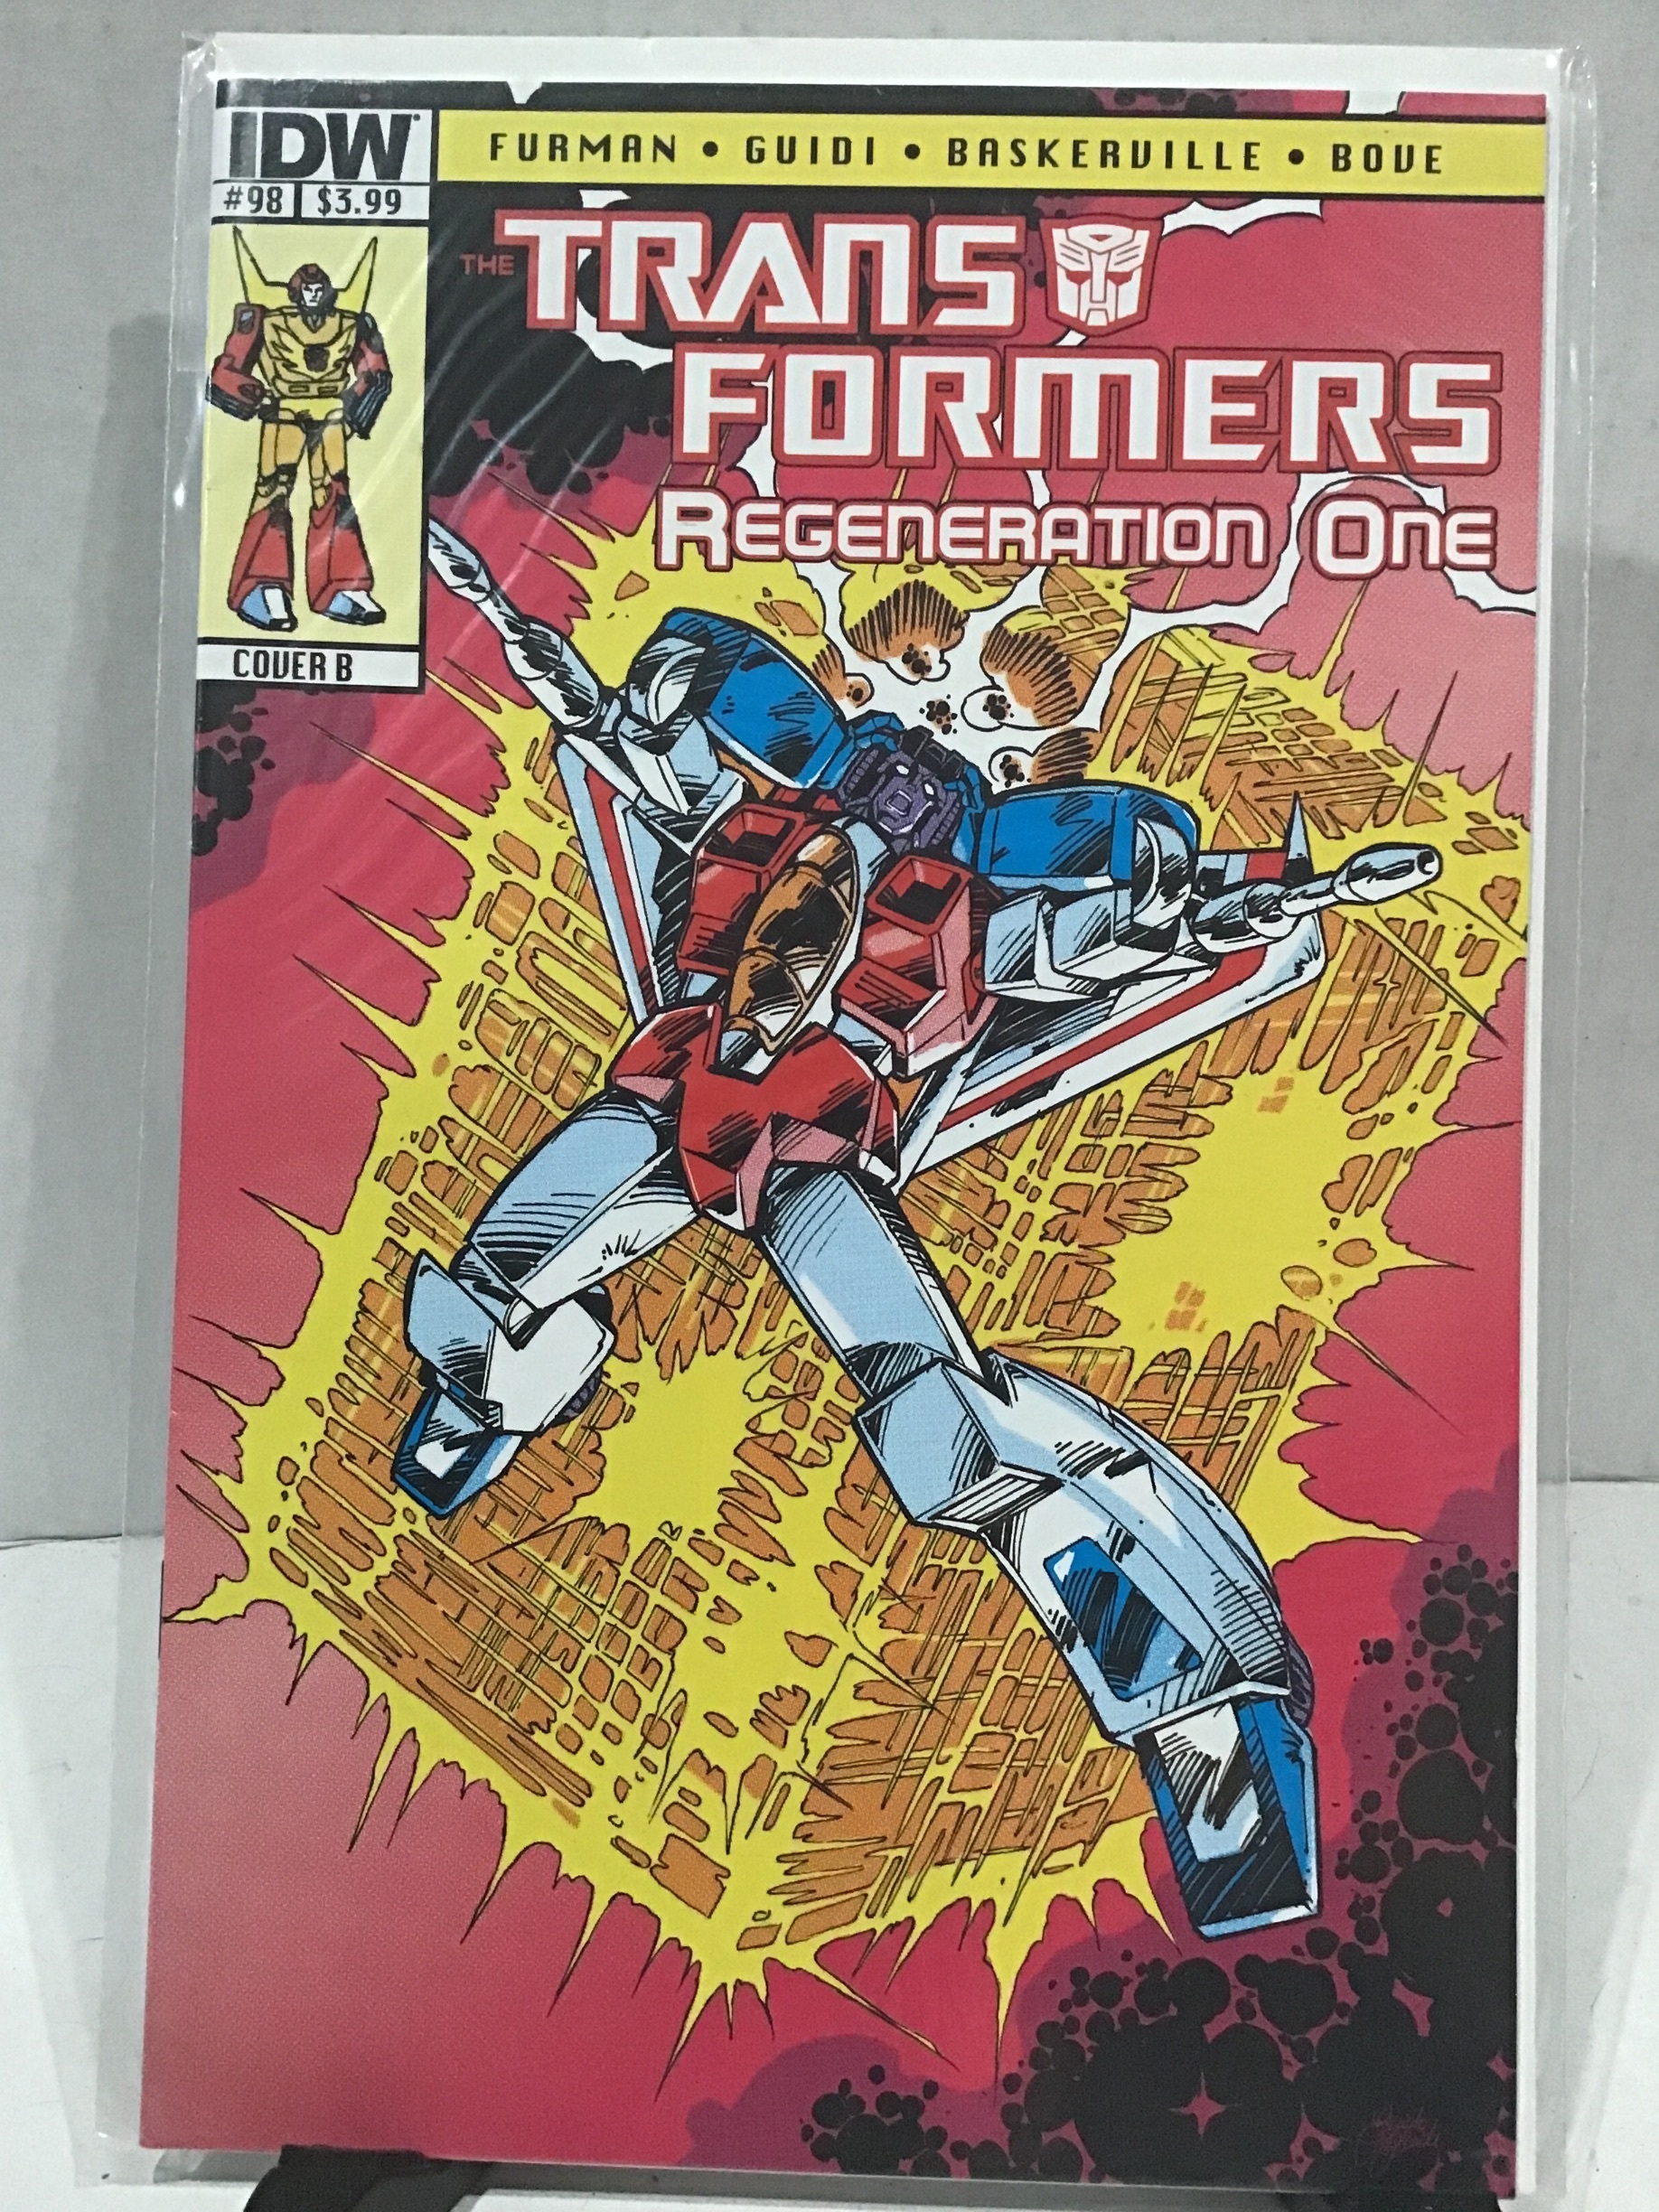 IDW
#98 $3.99
FURMAN • GUIDI • BASKERVILLE • BOVE
THE TRANS
FORMERS
REGENERATION ONE
COVER B